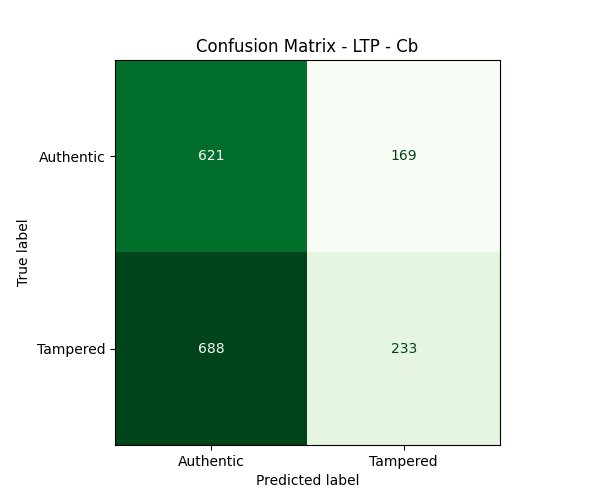 Confusion Matrix - LTP - Cb
True label
Authentic
621
169
Tampered
688
233
Authentic
Tampered
Predicted label